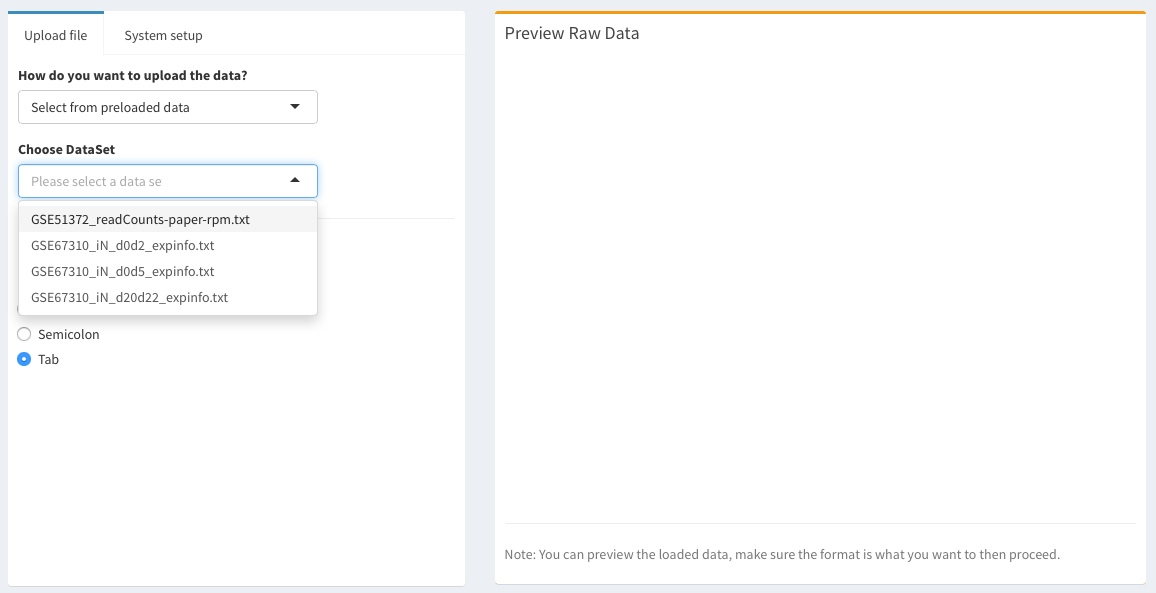 Upload file
System setup
How do you want to upload the data?
Select from preloaded data
Choose DataSet
Please select a data se
GSE51372_readCounts-paper-rpm.txt
GSE67310_iN_d0d2_expinfo.txt
GSE67310_iN_d0d5_expinfo.txt
GSE67310_iN_d20d22_expinfo.txt
Semicolon
Tab
Preview Raw Data
Note: You can preview the loaded data, make sure the format is what you want to then proceed.